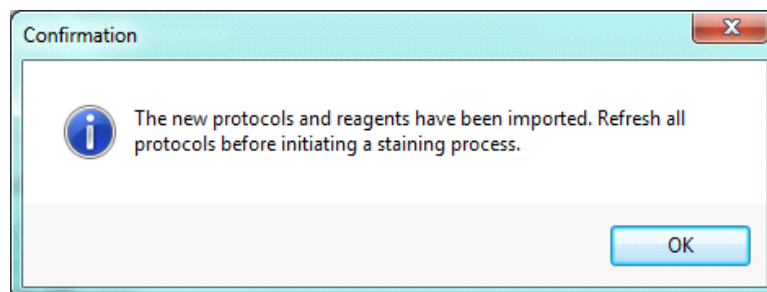 Confirmation
The new protocols and reagents have been imported. Refresh all
protocols before initiating a staining process.
OK